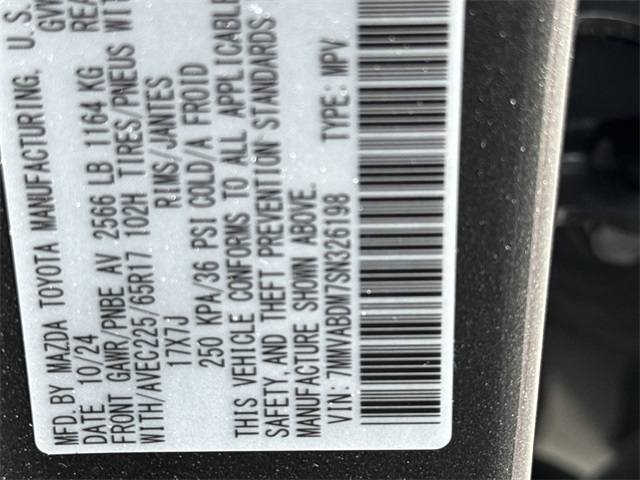 MFD.BY MAZDA TOYOTA MANUFACTURING, U.S.
DATE 10/24
FRONT GAWR/PNBE AV 2566 LB 1164 KG
WITH/AVEC225/65R17 102H TIRES/PNEUS WIT
17X7J RIMS/JANTES
250 KPA/36 PSI COLD/A FROID
THIS VEHICLE CONFORMS TO ALL APPLICABLE
SAFETY,AND THEFT PREVENTION STANDARDS
MANUFACTURE SHOWN ABOVE.
VIN: 7MMVABDM7SN326198 TYPE: MPV